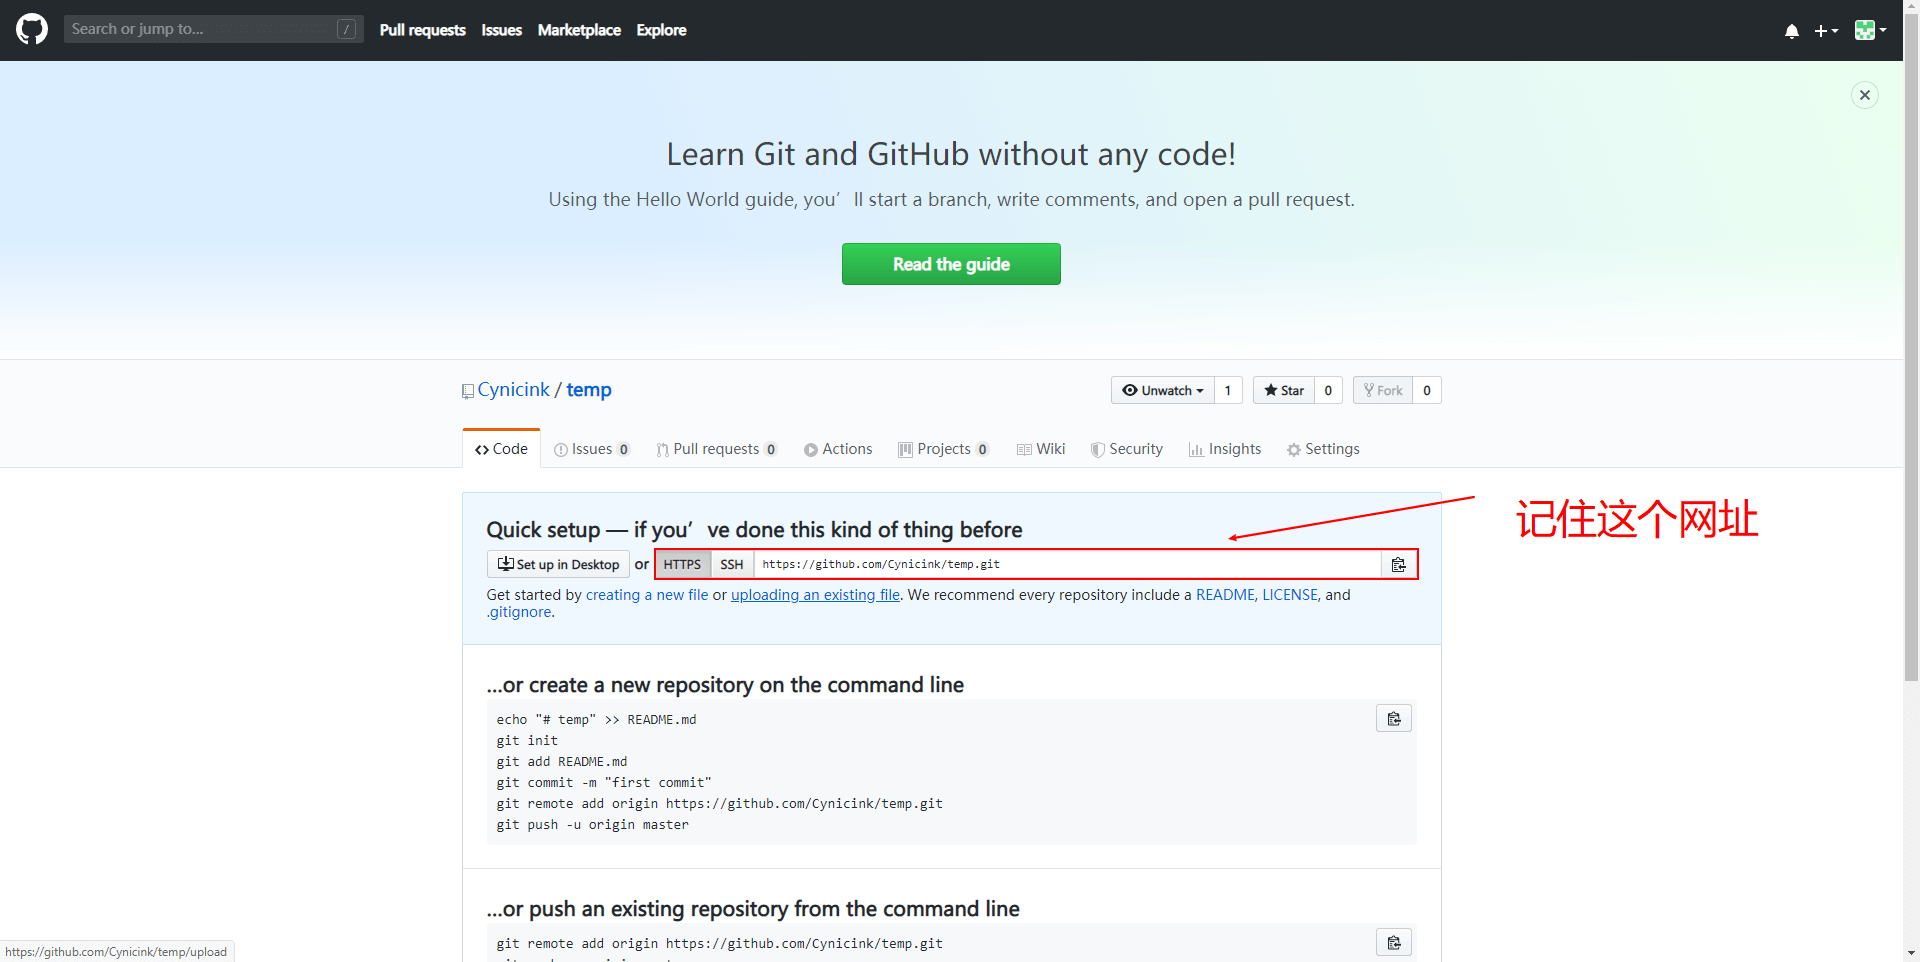 Search or jump to... /
Pull requests Issues Marketplace Explore
Learn Git and GitHub without any code!
Using the Hello World guide, you’ll start a branch, write comments, and open a pull request.
Read the guide
Cynicink / temp
Unwatch 1 Star 0 Fork 0
Code Issues 0 Pull requests 0 Actions Projects 0 Wiki Security Insights Settings
记住这个网址
Quick setup — if you’ve done this kind of thing before
Set up in Desktop or HTTPS SSH https://github.com/Cynicink/temp.git
Get started by creating a new file or uploading an existing file. We recommend every repository include a README, LICENSE, and
.gitignore.
...or create a new repository on the command line
echo "# temp" >> README.md
git init
git add README.md
git commit -m "first commit"
git remote add origin https://github.com/Cynicink/temp.git
git push -u origin master
...or push an existing repository from the command line
git remote add origin https://github.com/Cynicink/temp.git
https://github.com/Cynicink/temp/upload